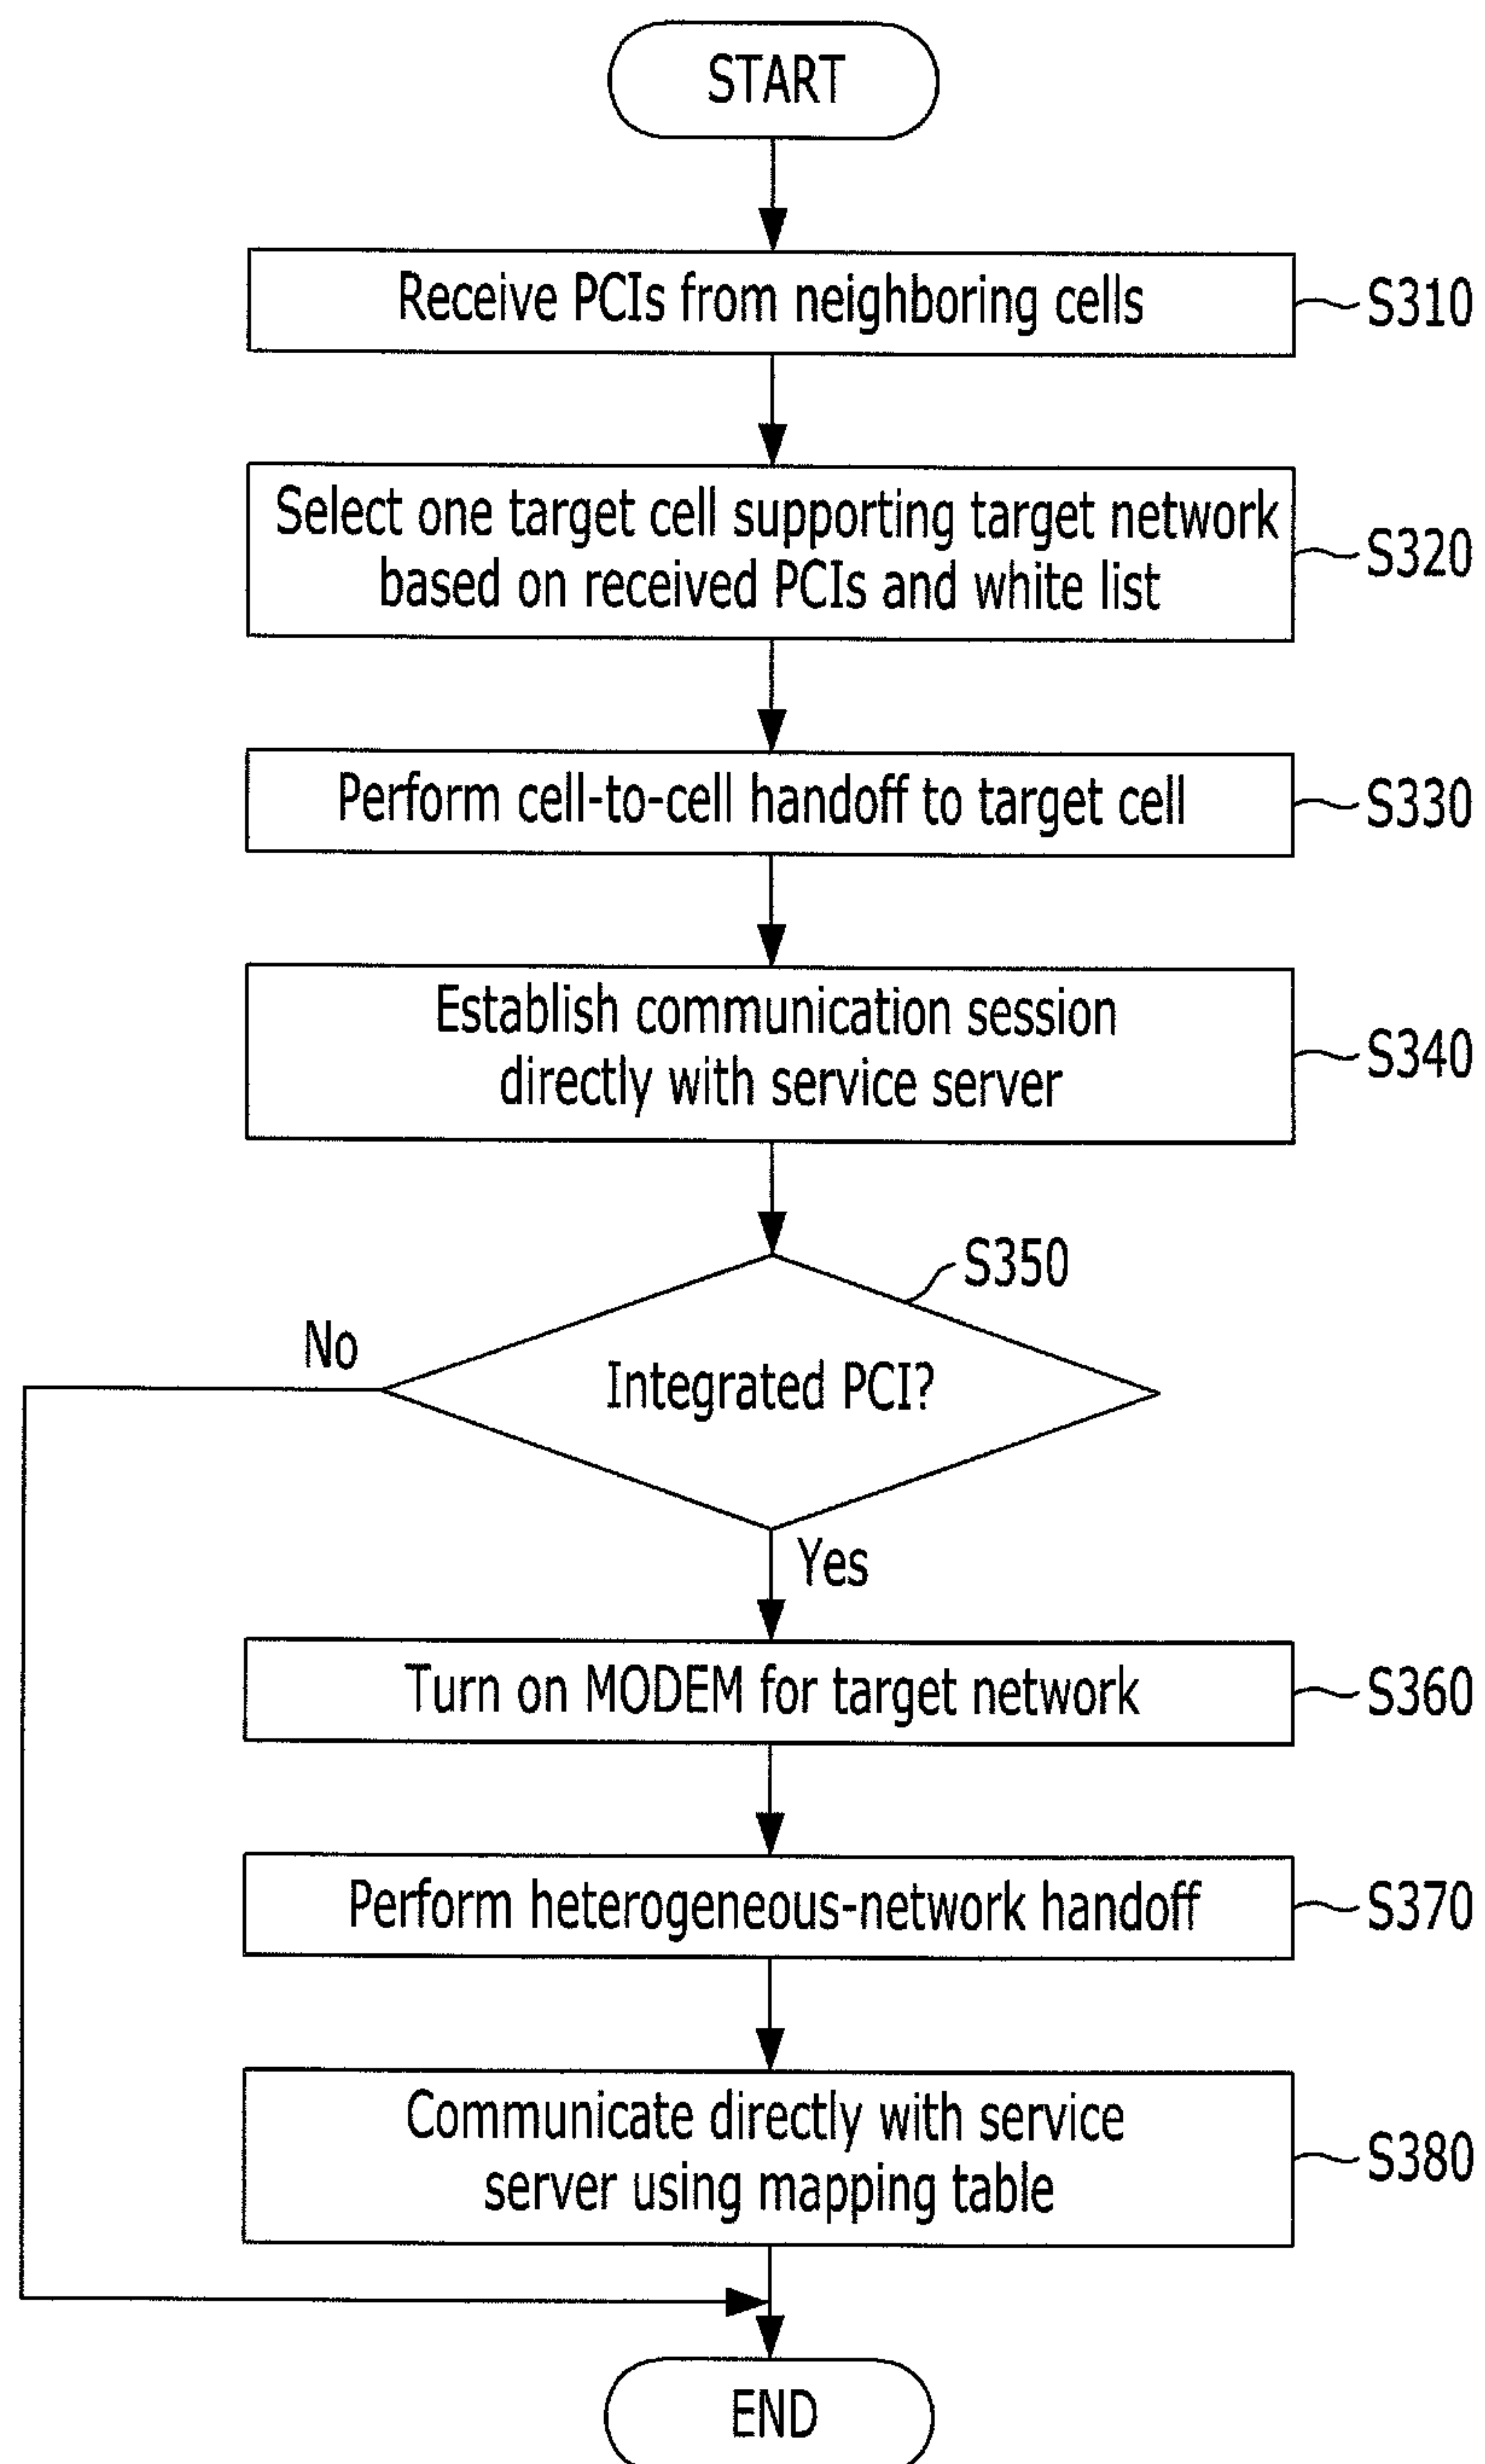 START
Receive PCIs from neighboring cells
S310
Select one target cell supporting target network
based on received PCIs and white list
S320
Perform cell-to-cell handoff to target cell
S330
Establish communication session
directly with service server
S340
S350
No
Integrated PCI?
Yes
Turn on MODEM for target network
S360
Perform heterogeneous-network handoff
S370
Communicate directly with service
server using mapping table
S380
END